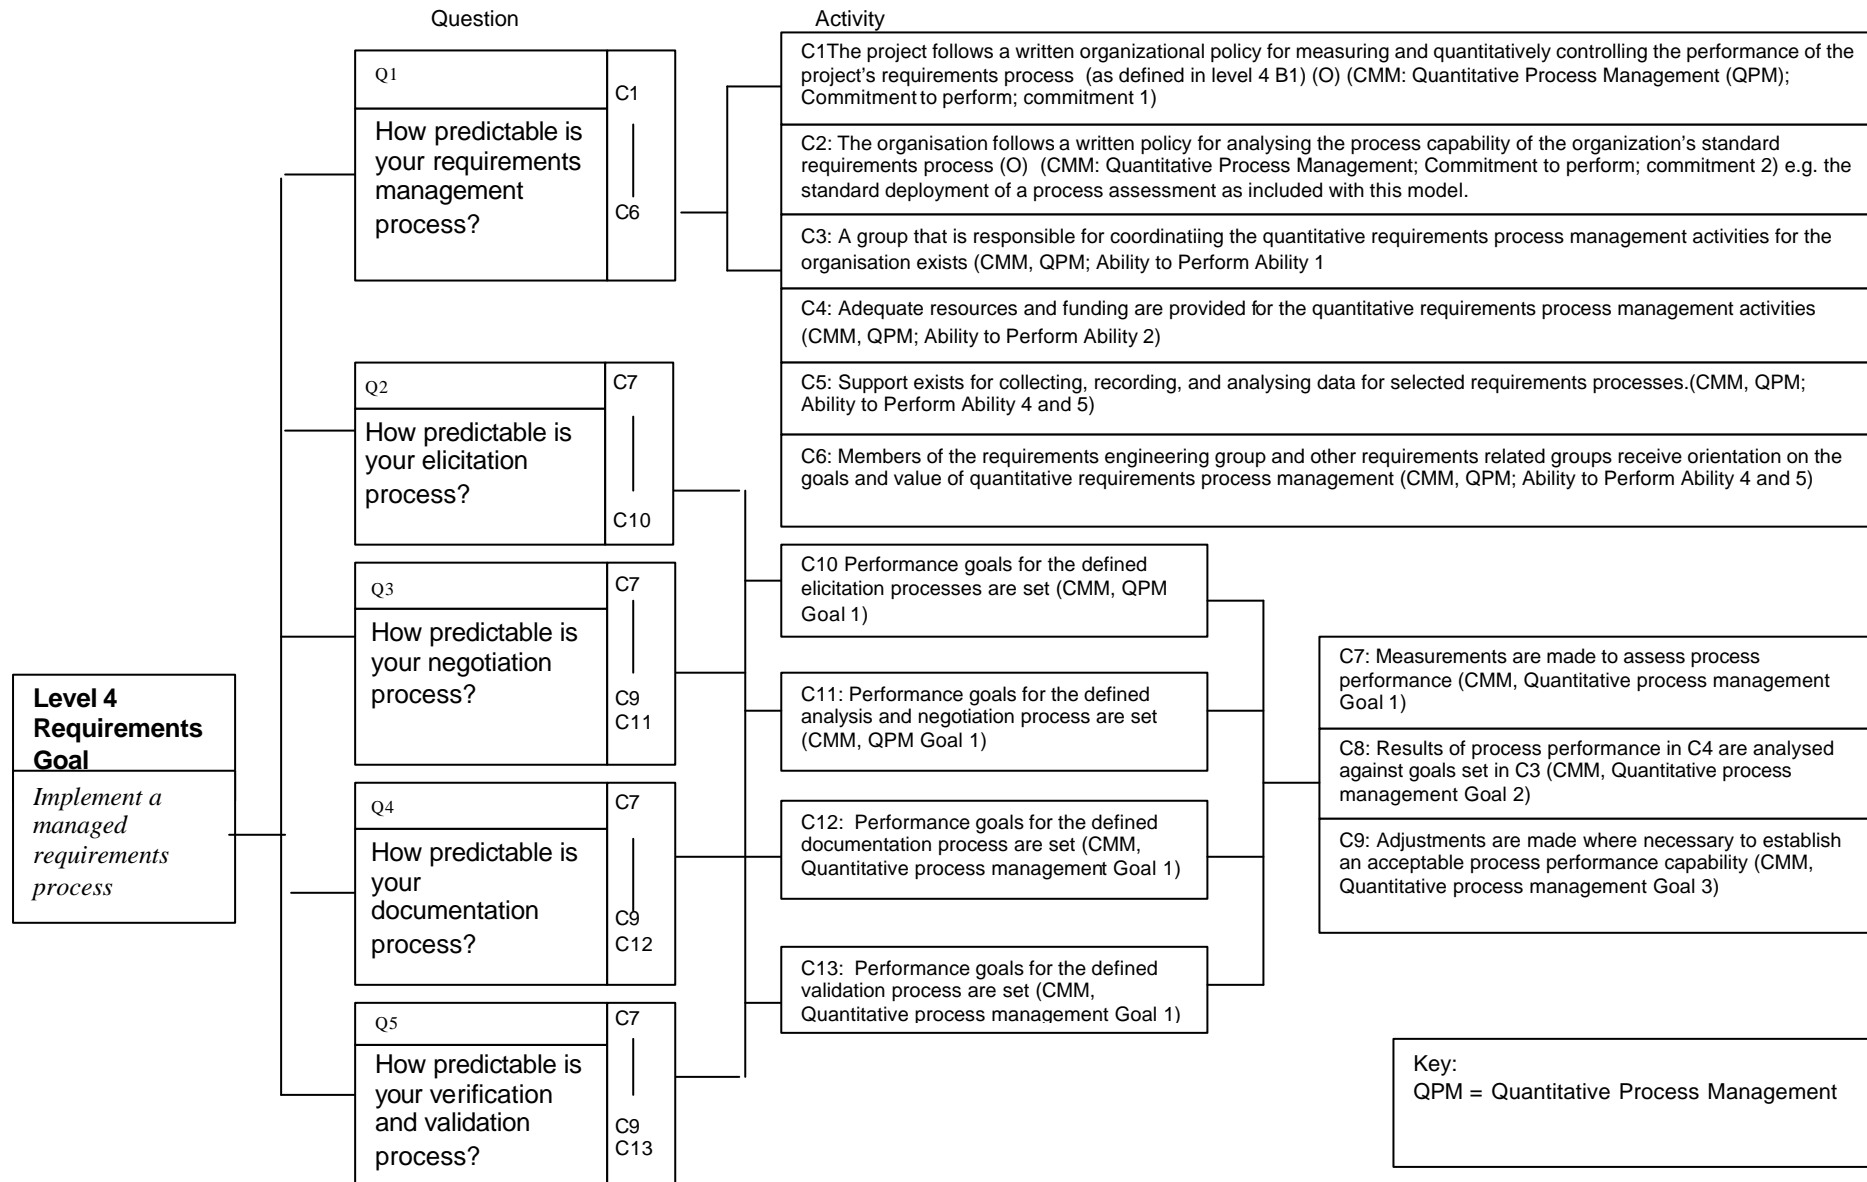 Question
Activity
Level 4
Requirements
Goal
Implement a
managed
requirements
process
Q1
How predictable is
your requirements
management
process?
C1
C6
Q2
How predictable is
your elicitation
process?
C7
C10
Q3
How predictable is
your negotiation
process?
C7
C9
C11
Q4
How predictable is
your
documentation
process?
C7
C9
C12
Q5
How predictable is
your verification
and validation
process?
C7
C9
C13
C1The project follows a written organizational policy for measuring and quantitatively controlling the performance of the
project's requirements process (as defined in level 4 B1) (O) (CMM: Quantitative Process Management (QPM);
Commitment to perform; commitment 1)
C2: The organisation follows a written policy for analysing the process capability of the organization's standard
requirements process (O) (CMM: Quantitative Process Management; Commitment to perform; commitment 2) e.g. the
standard deployment of a process assessment as included with this model.
C3: A group that is responsible for coordinatiing the quantitative requirements process management activities for the
organisation exists (CMM, QPM; Ability to Perform Ability 1
C4: Adequate resources and funding are provided for the quantitative requirements process management activities
(CMM, QPM; Ability to Perform Ability 2)
C5: Support exists for collecting, recording, and analysing data for selected requirements processes.(CMM, QPM;
Ability to Perform Ability 4 and 5)
C6: Members of the requirements engineering group and other requirements related groups receive orientation on the
goals and value of quantitative requirements process management (CMM, QPM; Ability to Perform Ability 4 and 5)
C10 Performance goals for the defined
elicitation processes are set (CMM, QPM
Goal 1)
C11: Performance goals for the defined
analysis and negotiation process are set
(CMM, QPM Goal 1)
C12: Performance goals for the defined
documentation process are set (CMM,
Quantitative process management Goal 1)
C13: Performance goals for the defined
validation process are set (CMM,
Quantitative process management Goal 1)
C7: Measurements are made to assess process
performance (CMM, Quantitative process management
Goal 1)
C8: Results of process performance in C4 are analysed
against goals set in C3 (CMM, Quantitative process
management Goal 2)
C9: Adjustments are made where necessary to establish
an acceptable process performance capability (CMM,
Quantitative process management Goal 3)
Key:
QPM = Quantitative Process Management